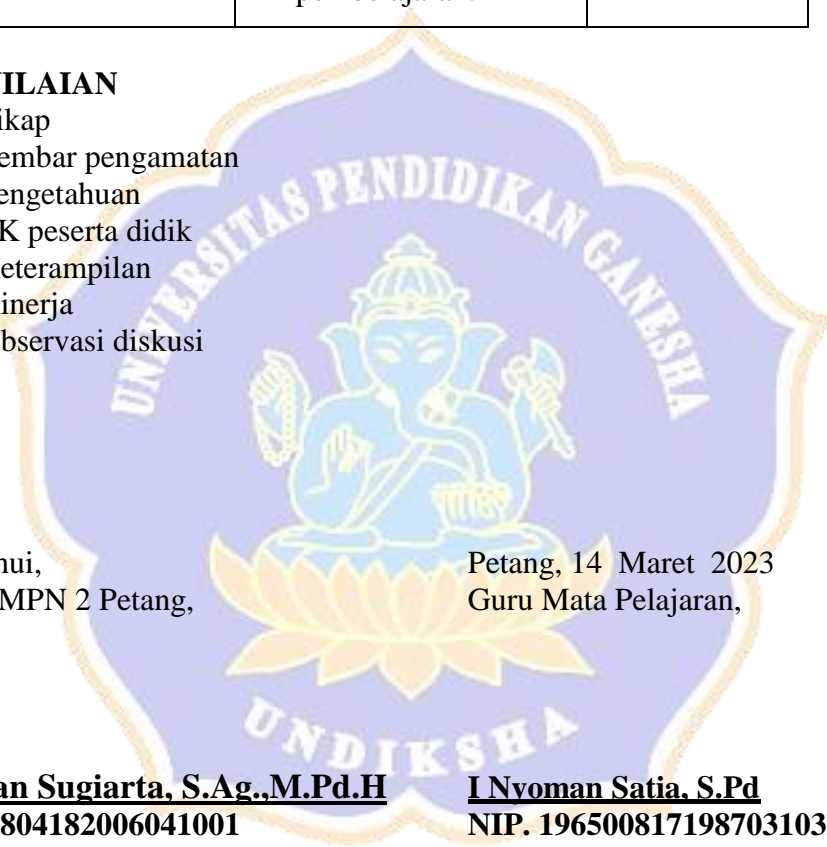 NILAIAN
ikap
embar pengamatan
engetahuan
K peserta didik
eterampilan
inerja
bservasi diskusi
UNIVERSITAS PENDIDIKAN GANESHA
hui, Petang, 14 Maret 2023
MPN 2 Petang, Guru Mata Pelajaran,
UNDIKSHA
an Sugiarta, S.Ag.,M.Pd.H I Nyoman Satia, S.Pd
804182006041001 NIP. 196500817198703103